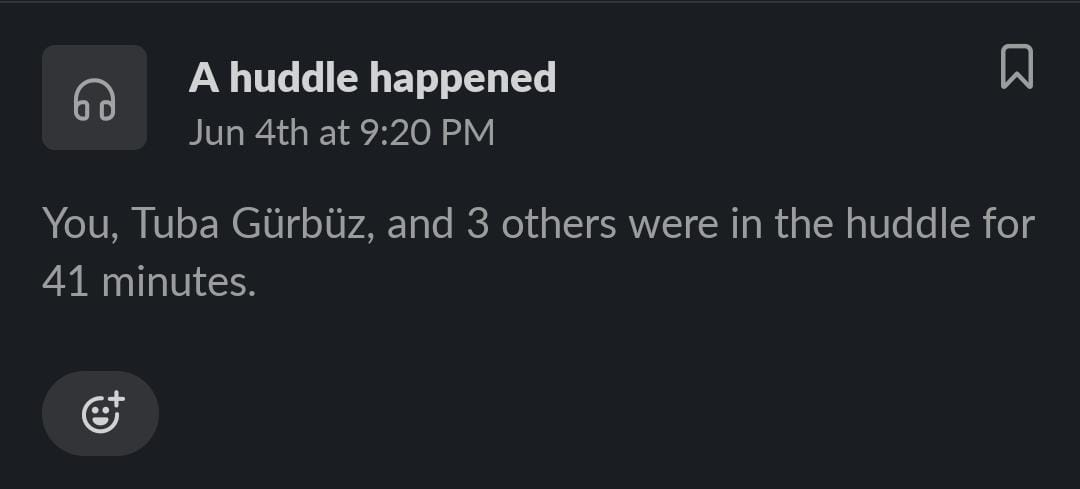 A huddle happened
Jun 4th at 9:20 PM
You, Tuba Gürbüz, and 3 others were in the huddle for
41 minutes.